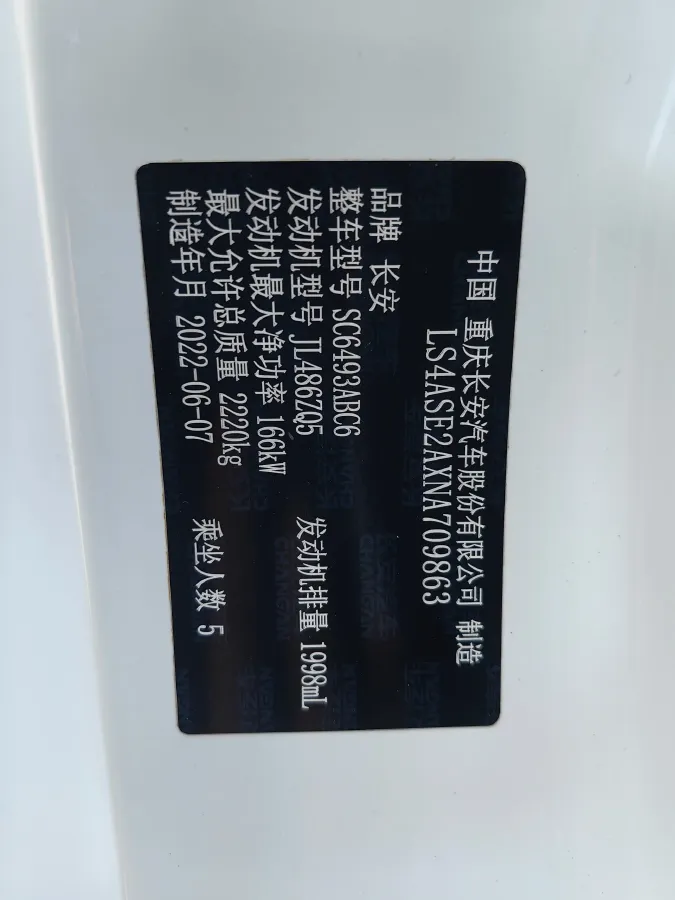 中国 重庆长安汽车股份有限公司 制造
LS4ASE2AXNA709863
品牌 长安
整车型号 SC6493ABC6
发动机型号 JL486ZQ5 发动机排量 1998mL
发动机最大净功率 166kW
最大允许总质量 2220kg
制造年月 2022-06-07 乘坐人数 5